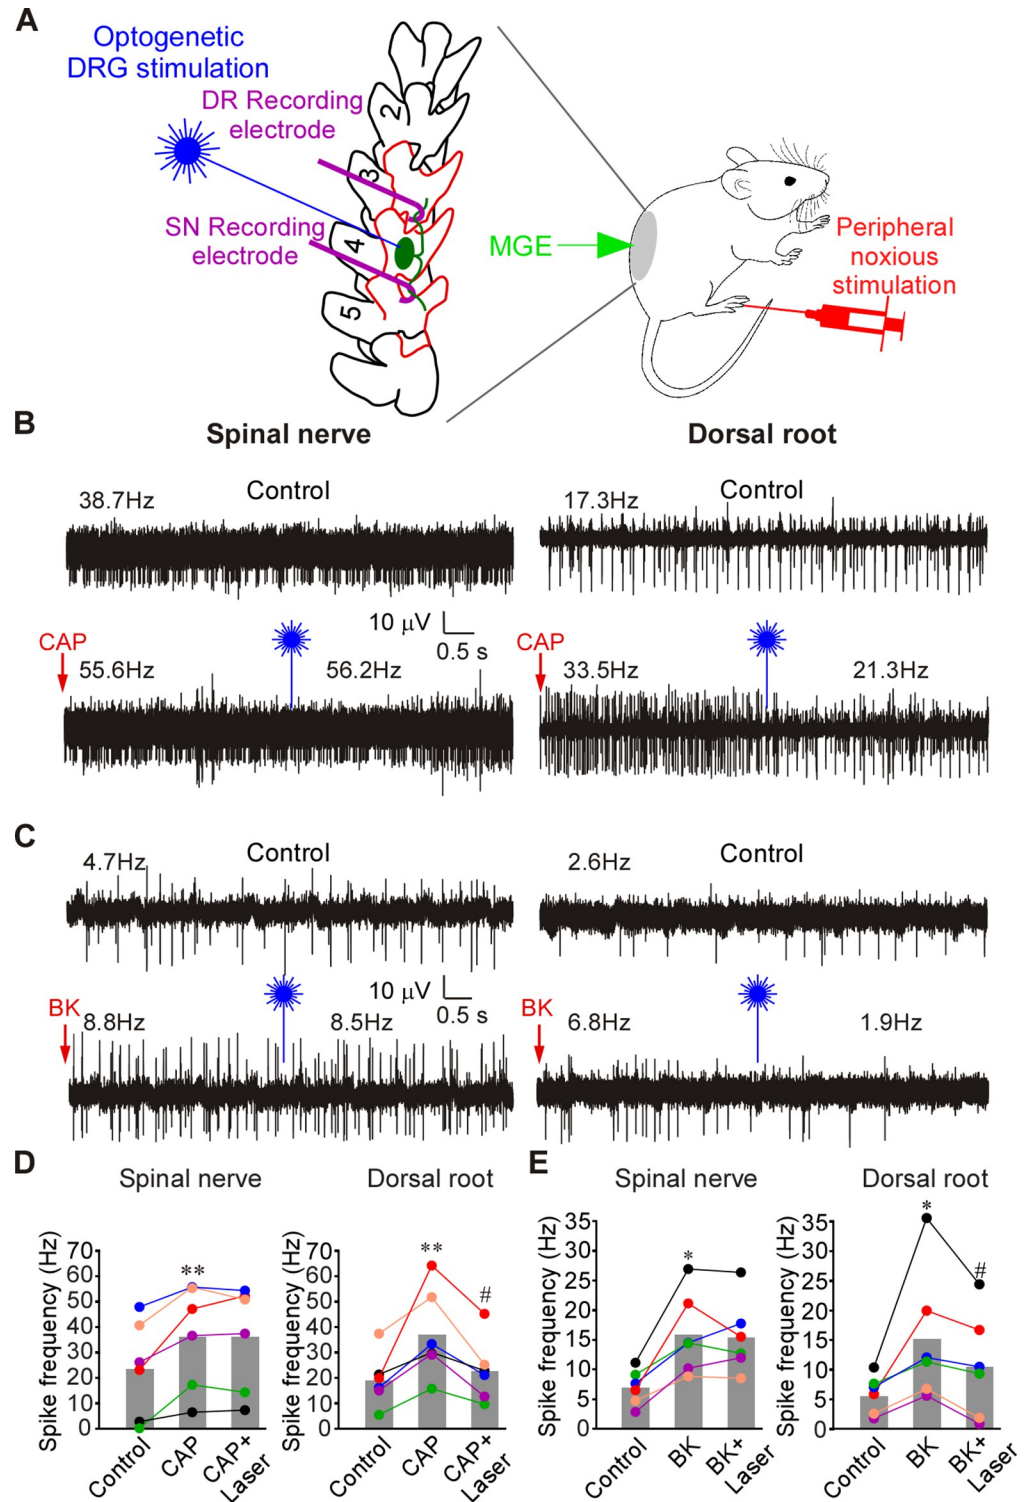 A
Optogenetic
DRG stimulation
DR Recording
electrode
SN Recording
electrode
2
3
4
5
MGE
Peripheral
noxious
stimulation
B
Spinal nerve
Dorsal root
38.7Hz
Control
17.3Hz
Control
10 μV
0.5 s
CAP
55.6Hz
56.2Hz
CAP
33.5Hz
21.3Hz
C
4.7Hz
Control
2.6Hz
Control
10 μV
0.5 s
BK
8.8Hz
8.5Hz
BK
6.8Hz
1.9Hz
D
Spinal nerve
Spike frequency (Hz)
70
60
50
40
30
20
10
0
**
Control
CAP
CAP+
Laser
Dorsal root
Spike frequency (Hz)
70
60
50
40
30
20
10
0
**
#
Control
CAP
CAP+
Laser
E
Spinal nerve
Spike frequency (Hz)
35
30
25
20
15
10
5
0
*
Control
BK
BK+
Laser
Dorsal root
Spike frequency (Hz)
35
30
25
20
15
10
5
0
*
#
Control
BK
BK+
Laser